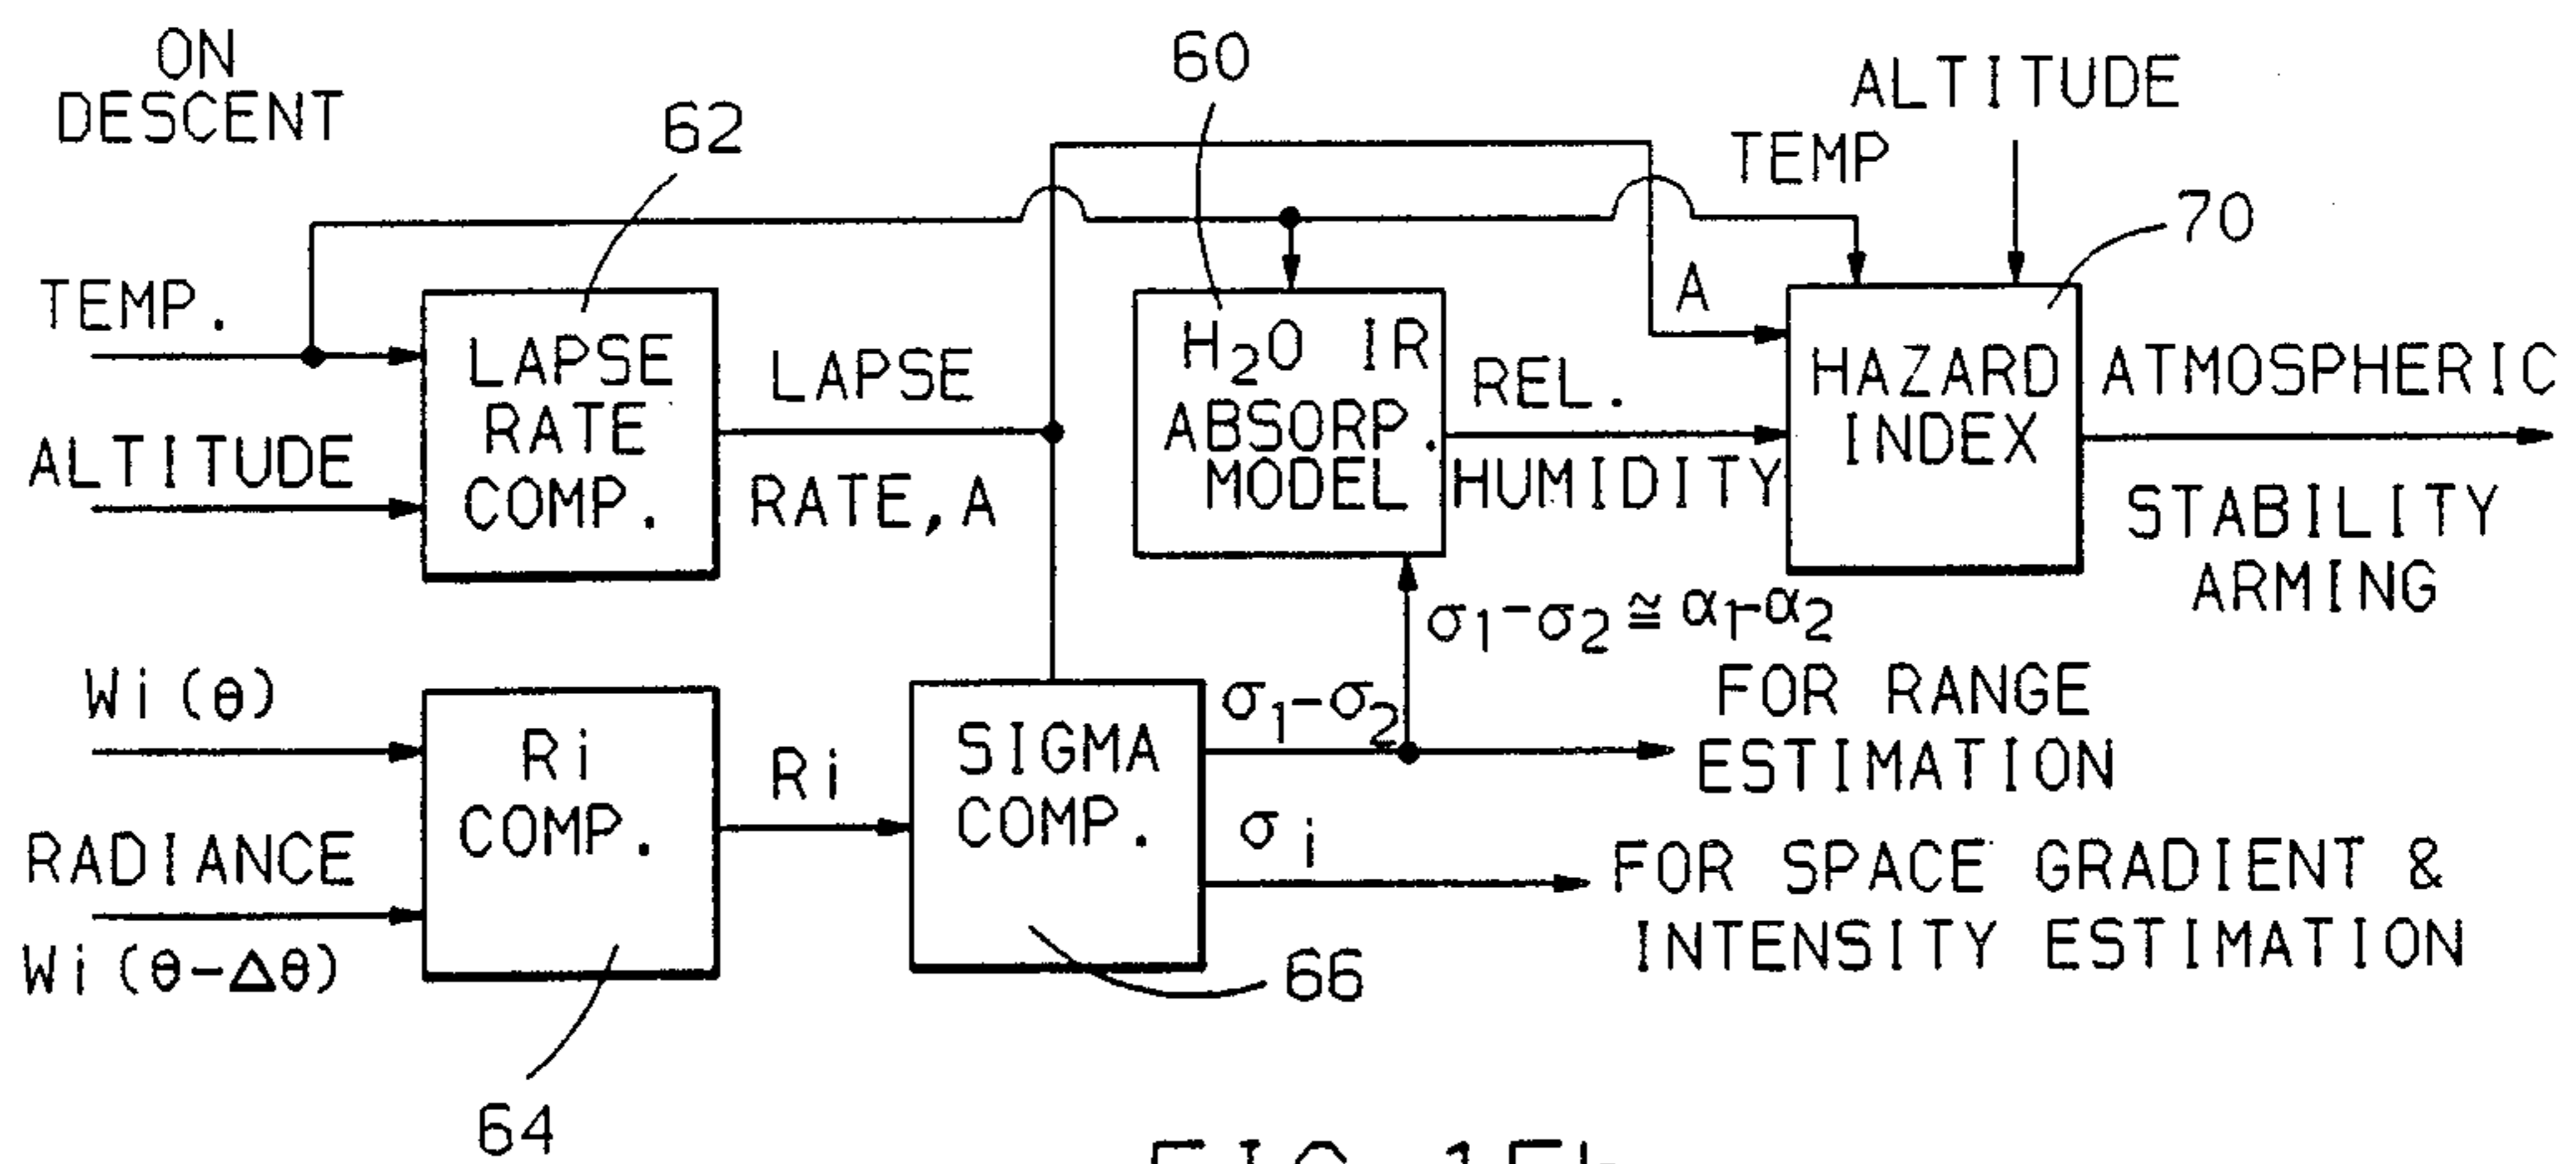 ON
DESCENT
62
60
ALTITUDE
TEMP
70
TEMP.
ALTITUDE
LAPSE
RATE
COMP.
LAPSE
RATE, A
H₂O IR
ABSORP.
MODEL
REL.
HUMIDITY
A
HAZARD
INDEX
ATMOSPHERIC
STABILITY
ARMING
σ₁-σ₂ ≅ α₁-α₂
Wi(θ)
RADIANCE
Wi(θ-Δθ)
Ri
COMP.
64
Ri
SIGMA
COMP.
66
σ₁-σ₂
σi
FOR RANGE
ESTIMATION
FOR SPACE GRADIENT &
INTENSITY ESTIMATION